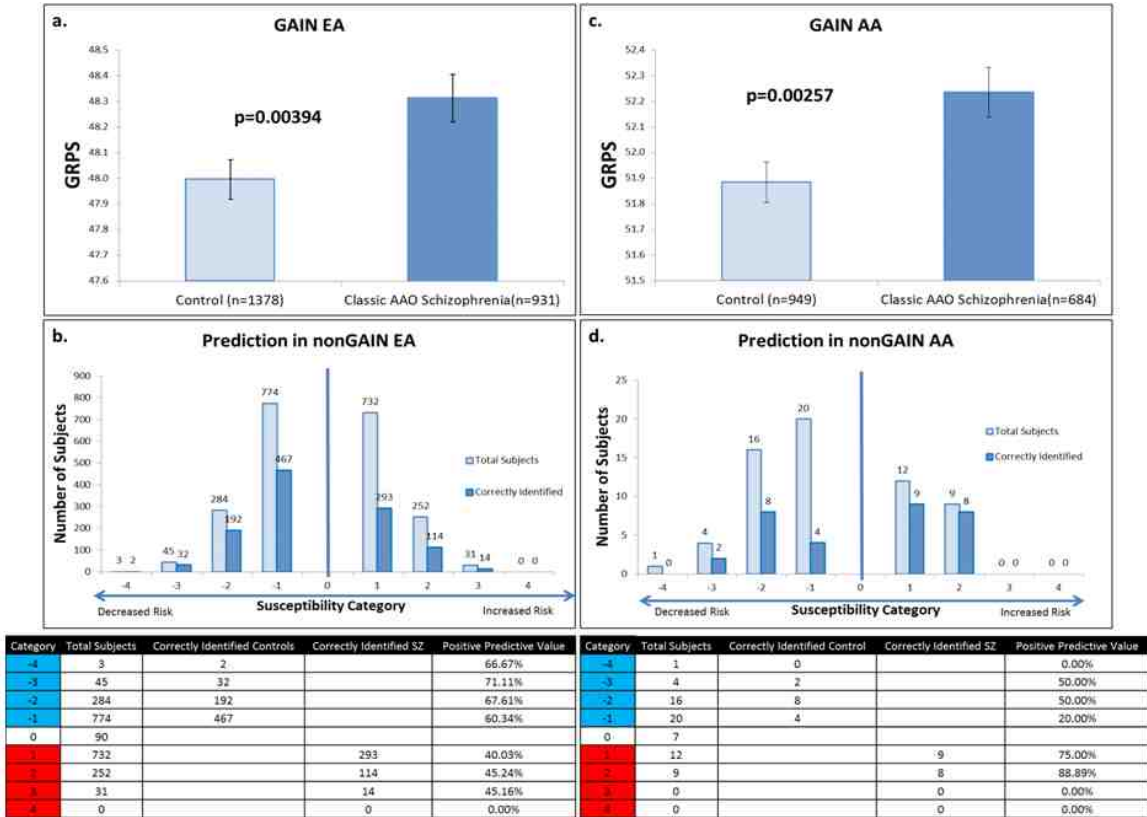 a.
GAIN EA
48.5
48.4
48.3
48.2
48.1
48.0
47.9
47.8
47.7
47.6
GRPS
p=0.00394
Control (n=1378)
Classic AAO Schizophrenia(n=931)
c.
GAIN AA
52.4
52.3
52.2
52.1
52.0
51.9
51.8
51.7
51.6
51.5
GRPS
p=0.00257
Control (n=949)
Classic AAO Schizophrenia(n=684)
b.
Prediction in nonGAIN EA
900
800
700
600
500
400
300
200
100
0
Number of Subjects
3 2
45 32
284 192
774 467
732 293
252 114
31 14
0 0
Total Subjects
Correctly Identified
-4 -3 -2 -1 0 1 2 3 4
Decreased Risk Susceptibility Category Increased Risk
d.
Prediction in nonGAIN AA
25
20
15
10
5
0
Number of Subjects
1 0
4 2
16 8
20 4
12 9
9 8
0 0
0 0
Total Subjects
Correctly Identified
-4 -3 -2 -1 0 1 2 3 4
Decreased Risk Susceptibility Category Increased Risk
Category Total Subjects Correctly Identified Controls Correctly Identified SZ Positive Predictive Value
-4 3 2 66.67%
-3 45 32 71.11%
-2 284 192 67.61%
-1 774 467 60.34%
0 90
1 732 293 40.03%
2 252 114 45.24%
3 31 14 45.16%
4 0 0 0.00%
Category Total Subjects Correctly Identified Control Correctly Identified SZ Positive Predictive Value
-4 1 0 0.00%
-3 4 2 50.00%
-2 16 8 50.00%
-1 20 4 20.00%
0 7
1 12 9 75.00%
2 9 8 88.89%
3 0 0 0.00%
4 0 0 0.00%